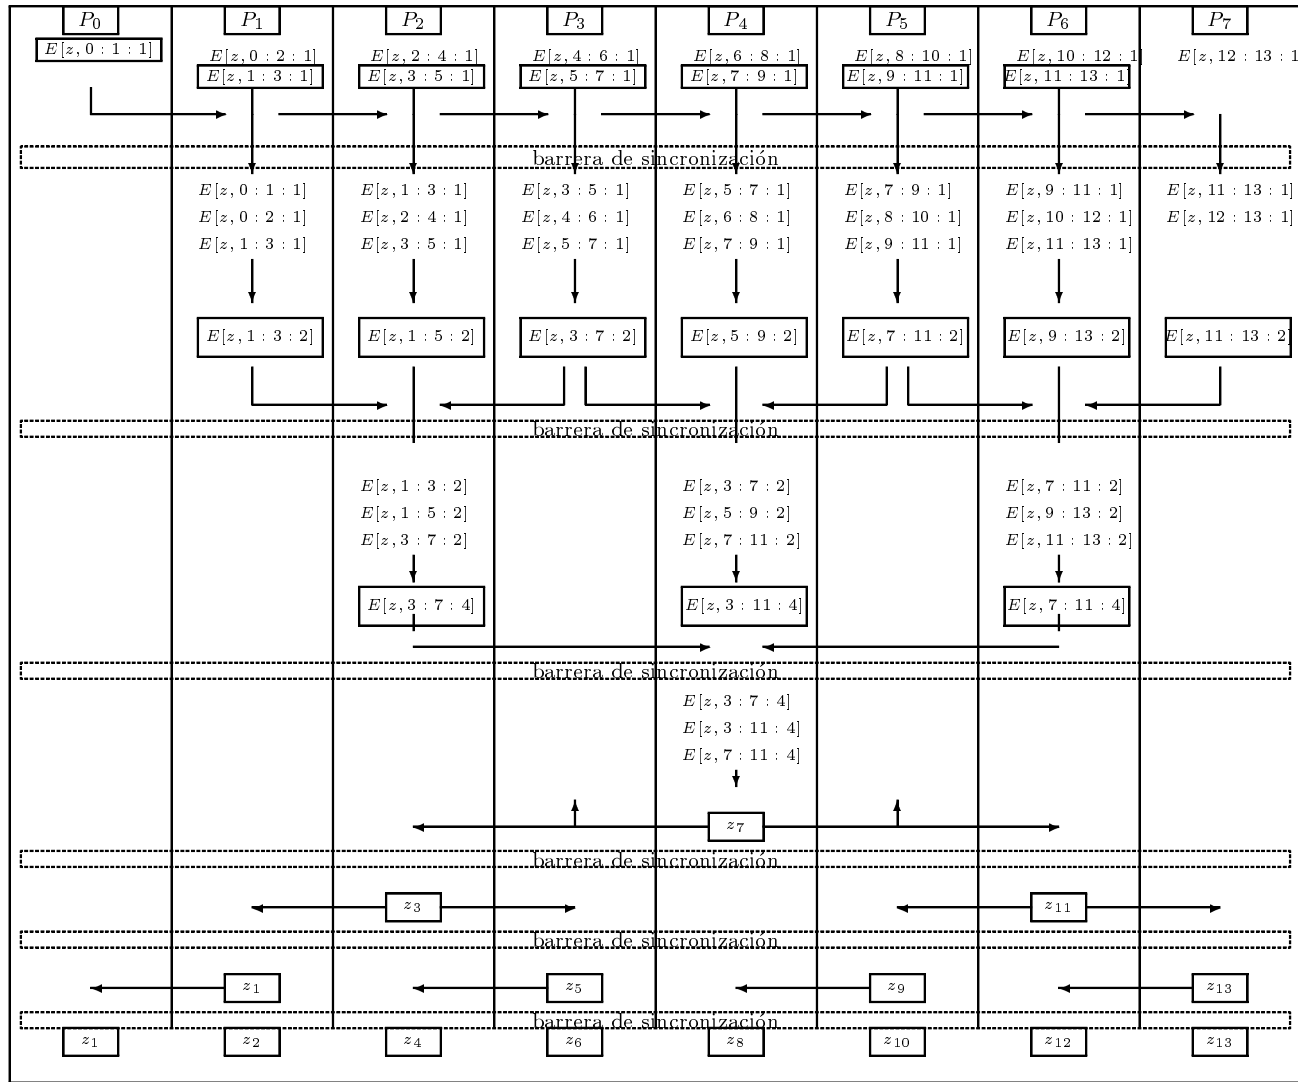 P₀ P₁ P₂ P₃ P₄ P₅ P₆ P₇
E[z, 0 : 1 : 1]
E[z, 0 : 2 : 1] E[z, 2 : 4 : 1] E[z, 4 : 6 : 1] E[z, 6 : 8 : 1] E[z, 8 : 10 : 1] E[z, 10 : 12 : 1] E[z, 12 : 13 : 1
E[z, 1 : 3 : 1] E[z, 3 : 5 : 1] E[z, 5 : 7 : 1] E[z, 7 : 9 : 1] E[z, 9 : 11 : 1] E[z, 11 : 13 : 1]
barrera de sincronización
E[z, 0 : 1 : 1] E[z, 1 : 3 : 1] E[z, 3 : 5 : 1] E[z, 5 : 7 : 1] E[z, 7 : 9 : 1] E[z, 9 : 11 : 1] E[z, 11 : 13 : 1]
E[z, 0 : 2 : 1] E[z, 2 : 4 : 1] E[z, 4 : 6 : 1] E[z, 6 : 8 : 1] E[z, 8 : 10 : 1] E[z, 10 : 12 : 1] E[z, 12 : 13 : 1]
E[z, 1 : 3 : 1] E[z, 3 : 5 : 1] E[z, 5 : 7 : 1] E[z, 7 : 9 : 1] E[z, 9 : 11 : 1] E[z, 11 : 13 : 1]
E[z, 1 : 3 : 2] E[z, 1 : 5 : 2] E[z, 3 : 7 : 2] E[z, 5 : 9 : 2] E[z, 7 : 11 : 2] E[z, 9 : 13 : 2] E[z, 11 : 13 : 2]
barrera de sincronización
E[z, 1 : 3 : 2] E[z, 3 : 7 : 2] E[z, 7 : 11 : 2]
E[z, 1 : 5 : 2] E[z, 5 : 9 : 2] E[z, 9 : 13 : 2]
E[z, 3 : 7 : 2] E[z, 7 : 11 : 2] E[z, 11 : 13 : 2]
E[z, 3 : 7 : 4] E[z, 3 : 11 : 4] E[z, 7 : 11 : 4]
barrera de sincronización
E[z, 3 : 7 : 4]
E[z, 3 : 11 : 4]
E[z, 7 : 11 : 4]
z₇
barrera de sincronización
z₃ z₁₁
barrera de sincronización
z₁ z₅ z₉ z₁₃
barrera de sincronización
z₁ z₂ z₄ z₆ z₈ z₁₀ z₁₂ z₁₃